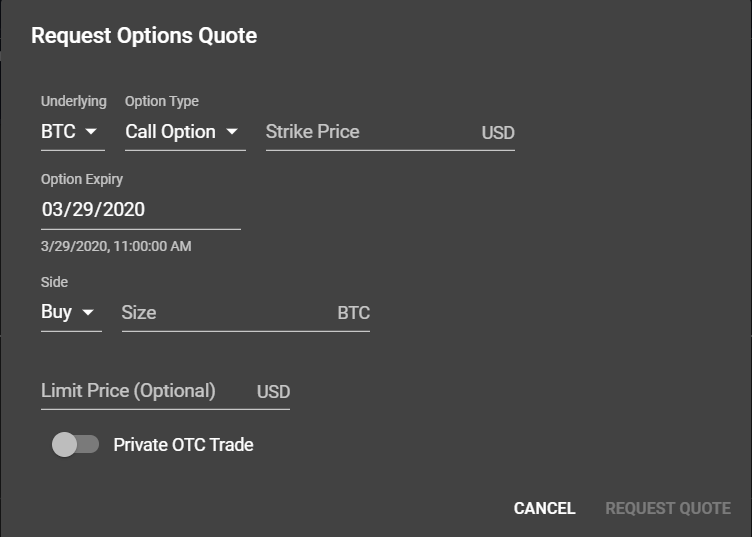 Request Options Quote
Underlying Option Type
BTC Call Option Strike Price USD
Option Expiry
03/29/2020
3/29/2020, 11:00:00 AM
Side
Buy Size BTC
Limit Price (Optional) USD
Private OTC Trade
CANCEL REQUEST QUOTE